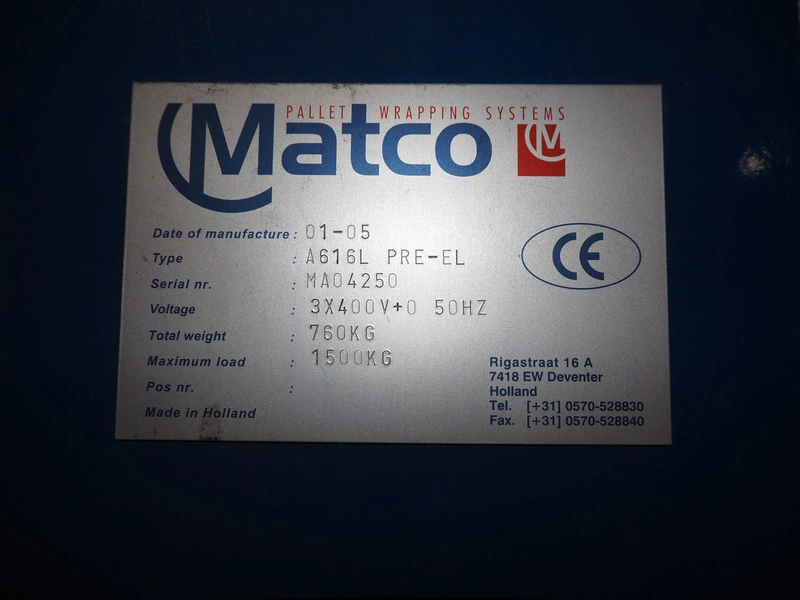 PALLET WRAPPING SYSTEMS
Matco
M
Date of manufacture : 01-05
Type : A616L PRE-EL
Serial nr. : MA04250
Voltage : 3X400V+0 50HZ
Total weight : 760KG
Maximum load : 1500KG
Pos nr. :
Made in Holland
CE
Rigastraat 16 A
7418 EW Deventer
Holland
Tel. [+31] 0570-528830
Fax. [+31] 0570-528840